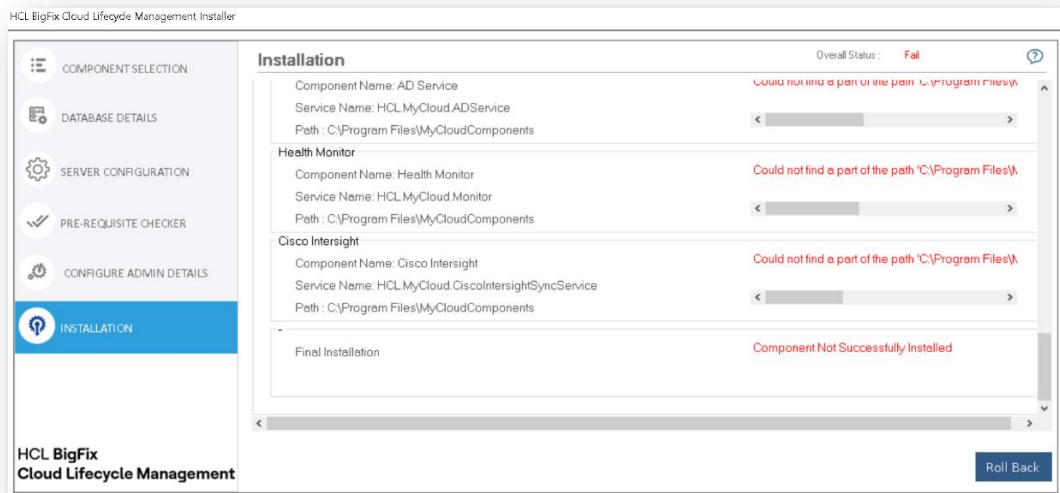 HCL BigFix Cloud Lifecycle Management Installer
COMPONENT SELECTION
DATABASE DETAILS
SERVER CONFIGURATION
PRE-REQUISITE CHECKER
CONFIGURE ADMIN DETAILS
INSTALLATION
HCL BigFix
Cloud Lifecycle Management
Installation
Overall Status : Fail
Component Name: AD Service
Could not find a part of the path 'C:\Program Files\
Service Name: HCL.MyCloud.ADService
Path : C:\Program Files\MyCloudComponents
Health Monitor
Component Name: Health Monitor
Could not find a part of the path 'C:\Program Files\
Service Name: HCL.MyCloud.Monitor
Path : C:\Program Files\MyCloudComponents
Cisco Intersight
Component Name: Cisco Intersight
Could not find a part of the path 'C:\Program Files\
Service Name: HCL.MyCloud.CiscoIntersightSyncService
Path : C:\Program Files\MyCloudComponents
-
Final Installation
Component Not Successfully Installed
Roll Back